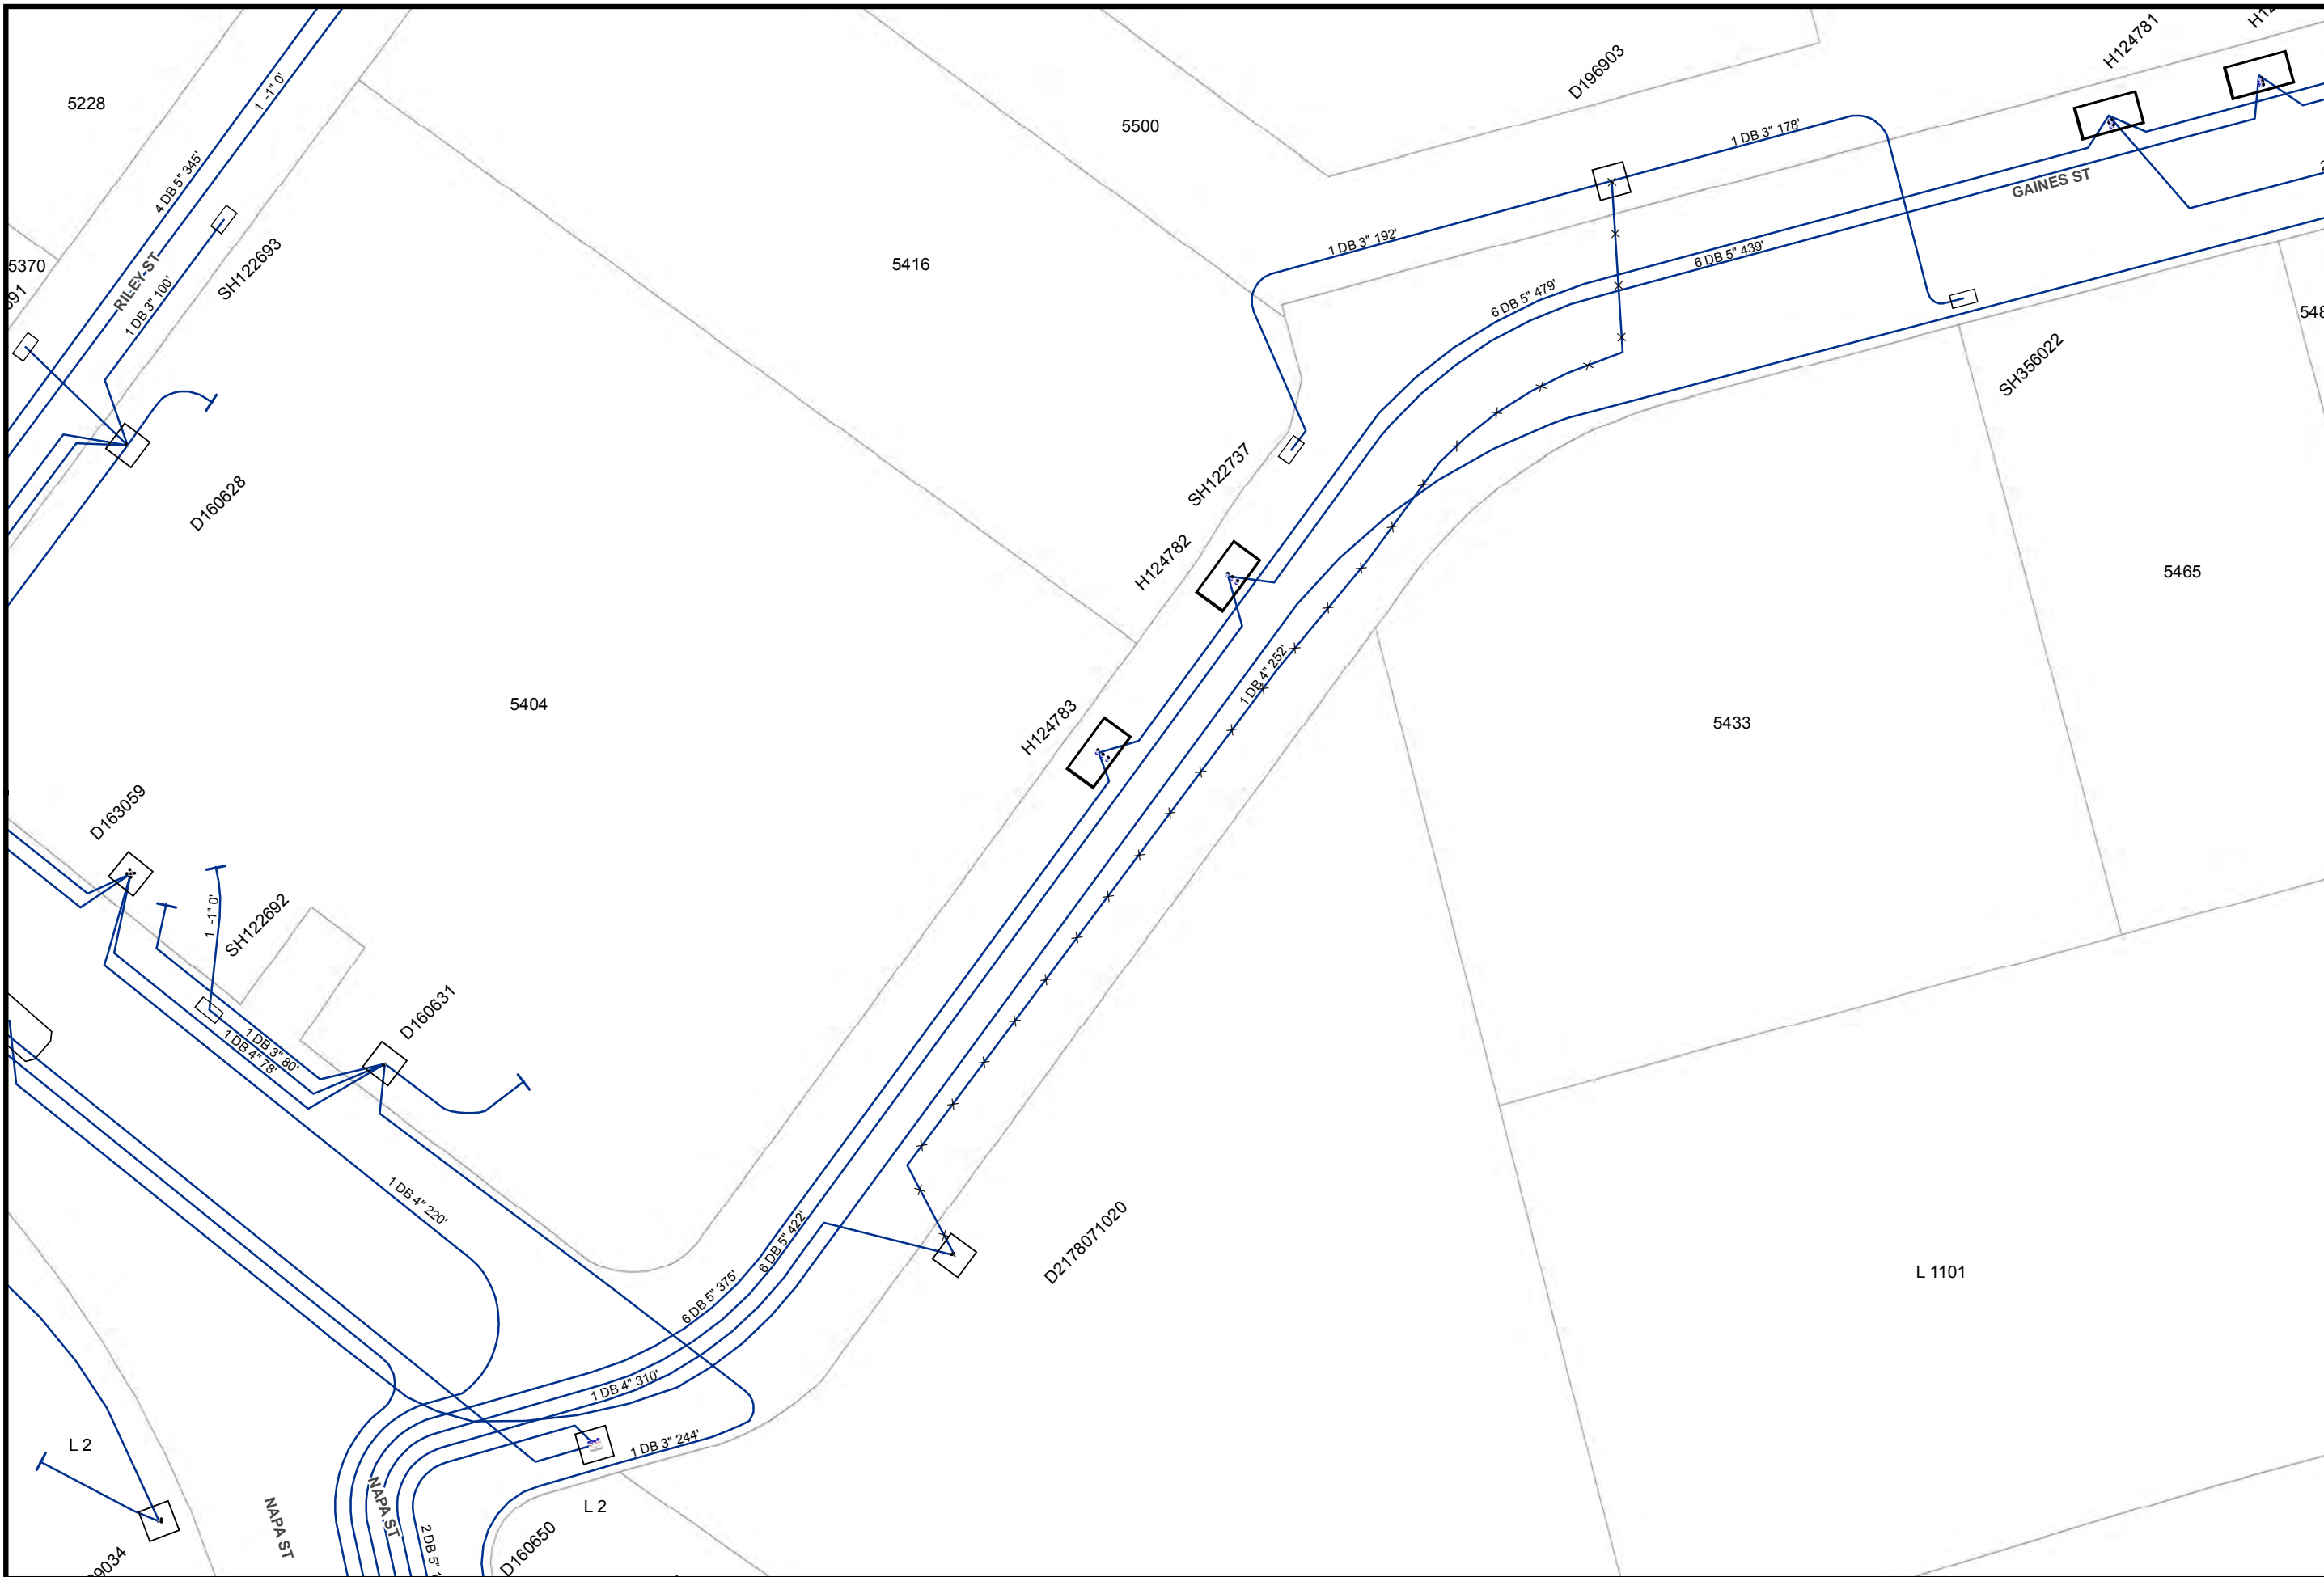 H124781
D196903
5228
1 -1" 0'
5500
1 DB 3" 178'
4 DB 5" 345'
GAINES ST
1 DB 3" 192'
6 DB 5" 439'
5416
5370
RILEY ST
SH122693
1 DB 3" 100'
6 DB 5" 479'
SH356022
SH122737
D160628
H124782
5465
1 DB 4" 252'
5404
H124783
5433
D163059
1 -1" 0'
SH122692
D160631
1 DB 3" 80'
1 DB 4" 78'
1 DB 4" 220'
6 DB 5" 422'
D2178071020
6 DB 5" 375'
L 1101
1 DB 4" 310'
1 DB 3" 244'
L 2
L 2
NAPA ST
NAPA ST
2 DB 5"
D160650